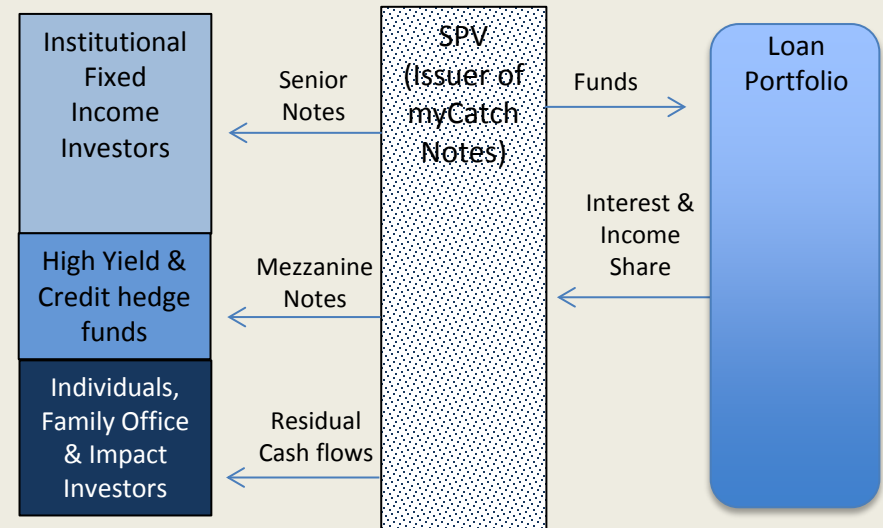 Institutional
Fixed
Income
Investors
High Yield &
Credit hedge
funds
Individuals,
Family Office
& Impact
Investors
Senior
Notes
Mezzanine
Notes
Residual
Cash flows
SPV
(Issuer of
myCatch
Notes)
Funds
Interest &
Income
Share
Loan
Portfolio